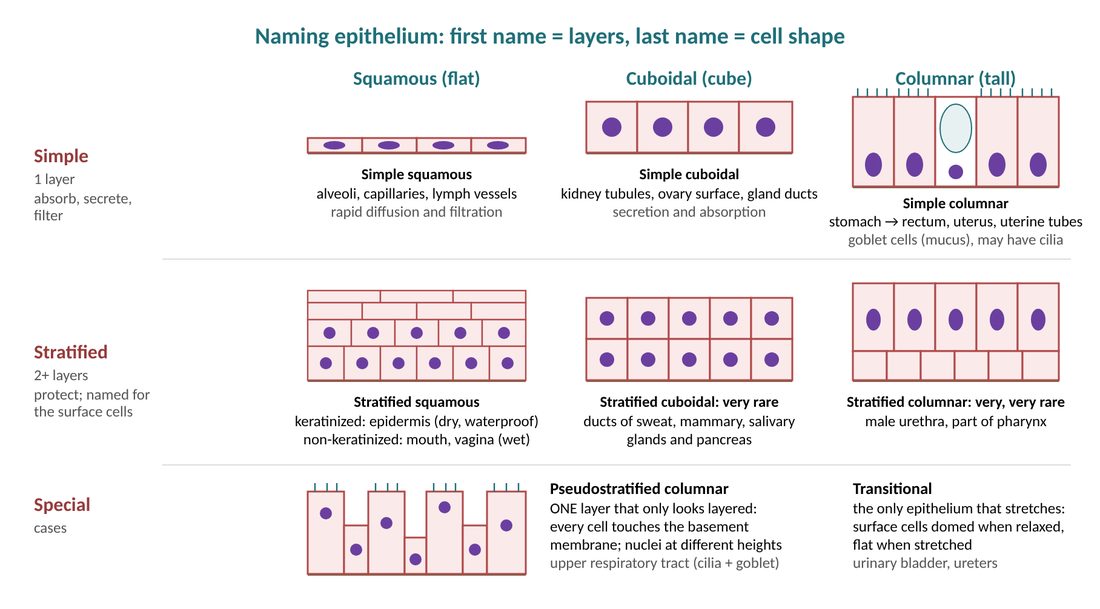 Naming epithelium: first name = layers, last name = cell shape
Squamous (flat)
Cuboidal (cube)
Columnar (tall)
Simple
1 layer
absorb, secrete,
filter
Simple squamous
alveoli, capillaries, lymph vessels
rapid diffusion and filtration
Simple cuboidal
kidney tubules, ovary surface, gland ducts
secretion and absorption
Simple columnar
stomach → rectum, uterus, uterine tubes
goblet cells (mucus), may have cilia
Stratified
2+ layers
protect; named for
the surface cells
Stratified squamous
keratinized: epidermis (dry, waterproof)
non-keratinized: mouth, vagina (wet)
Stratified cuboidal: very rare
ducts of sweat, mammary, salivary
glands and pancreas
Stratified columnar: very, very rare
male urethra, part of pharynx
Special
cases
Pseudostratified columnar
ONE layer that only looks layered:
every cell touches the basement
membrane; nuclei at different heights
upper respiratory tract (cilia + goblet)
Transitional
the only epithelium that stretches:
surface cells domed when relaxed,
flat when stretched
urinary bladder, ureters